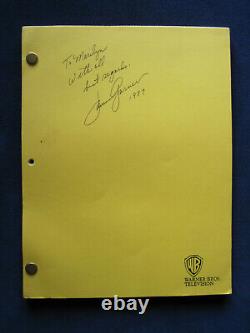 To Marilyn
With all
best regards,
James Garner
1989
WB
WARNER BROS.
TELEVISION